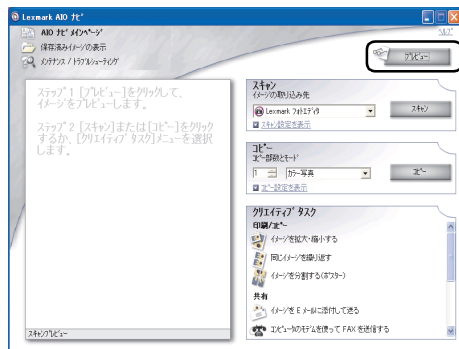 Lexmark AIO ナビ
AIO ナビ メインページ
保存済みイメージの表示
メンテナンス / トラブルシューティング
ヘルプ
プレビュー
ステップ 1 [プレビュー]をクリックして、
イメージをプレビューします。
ステップ 2 [スキャン]または[コピー]をクリック
するか、[クリエイティブ タスク]メニューを選択
します。
スキャンプレビュー
スキャン
イメージの取り込み先
Lexmark フォトエディタ
スキャン
スキャン設定を表示
コピー
コピー部数とモード
1
カラー写真
コピー
コピー設定を表示
クリエイティブ タスク
印刷/コピー
イメージを拡大・縮小する
同じイメージを繰り返す
イメージを分割する(ポスター)
共有
イメージを E メールに添付して送る
コンピュータのモデムを使って FAX を送信する